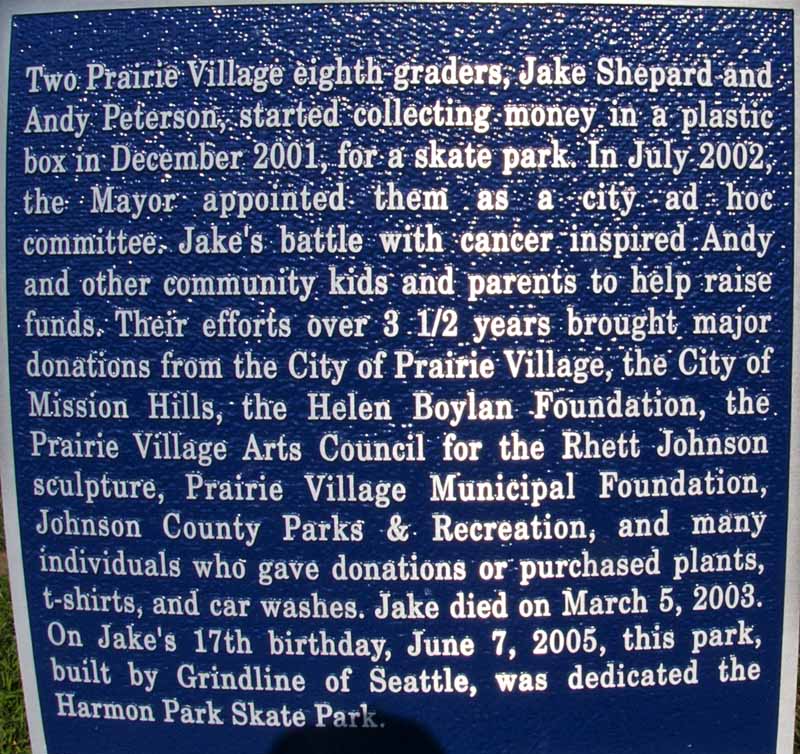 Two Prairie Village eighth graders, Jake Shepard and
Andy Peterson, started collecting money in a plastic
box in December 2001, for a skate park. In July 2002,
the Mayor appointed them as a city ad hoc
committee. Jake's battle with cancer inspired Andy
and other community kids and parents to help raise
funds. Their efforts over 3 1/2 years brought major
donations from the City of Prairie Village, the City of
Mission Hills, the Helen Boylan Foundation, the
Prairie Village Arts Council for the Rhett Johnson
sculpture, Prairie Village Municipal Foundation,
Johnson County Parks & Recreation, and many
individuals who gave donations or purchased plants,
t-shirts, and car washes. Jake died on March 5, 2003.
On Jake's 17th birthday, June 7, 2005, this park,
built by Grindline of Seattle, was dedicated the
Harmon Park Skate Park.